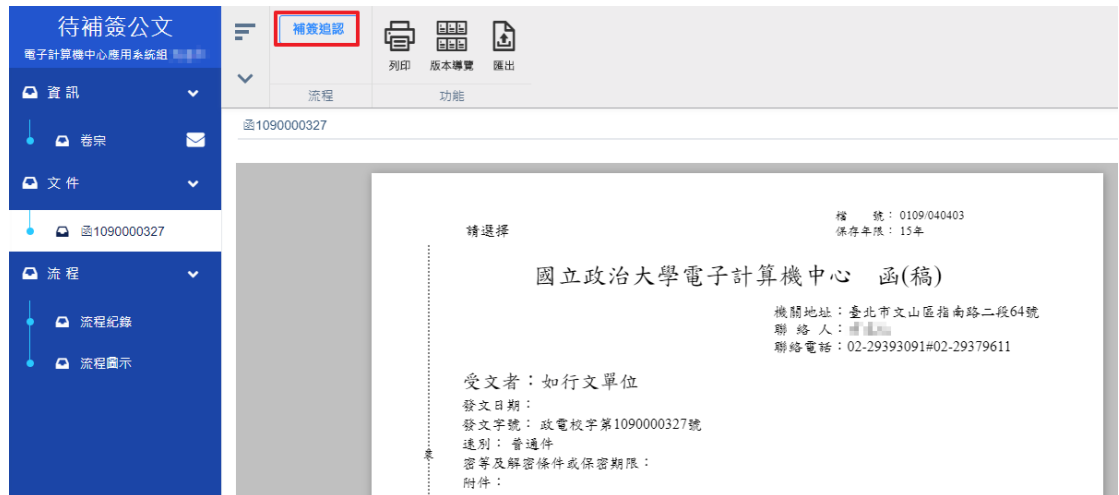 待補簽公文
電子計算機中心應用系統組
資訊
卷宗
文件
函1090000327
流程
流程紀錄
流程圖示
補簽追認
流程
列印
版本導覽
匯出
功能
函1090000327
請選擇
檔 號：0109/040403
保存年限：15年
國立政治大學電子計算機中心 函(稿)
機關地址：臺北市文山區指南路二段64號
聯 絡 人：
聯絡電話：02-29393091#02-29379611
受文者：如行文單位
發文日期：
發文字號：政電校字第1090000327號
速別：普通件
密等及解密條件或保密期限：
附件：